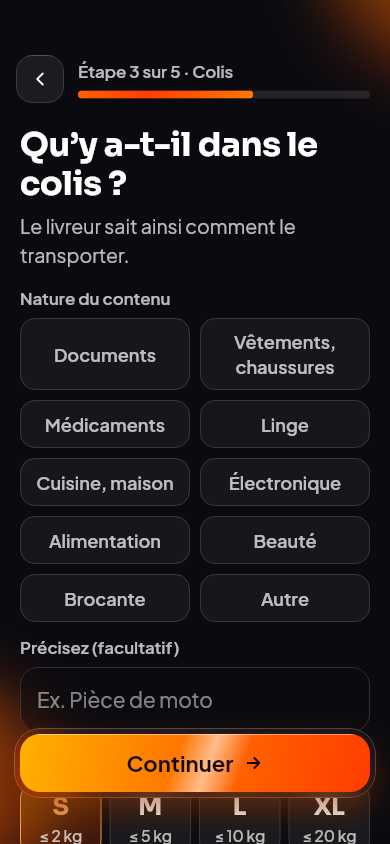 Étape 3 sur 5 · Colis
Qu’y a-t-il dans le
colis ?
Le livreur sait ainsi comment le
transporter.
Nature du contenu
Documents
Vêtements,
chaussures
Médicaments
Linge
Cuisine, maison
Électronique
Alimentation
Beauté
Brocante
Autre
Précisez (facultatif)
Ex. Pièce de moto
Continuer →
S M L XL
≤ 2 kg ≤ 5 kg ≤ 10 kg ≤ 20 kg